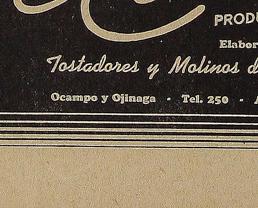 PRODU
Elabor
Tostadores y Molinos d
Ocampo y Ojinaga - Tel. 250 -